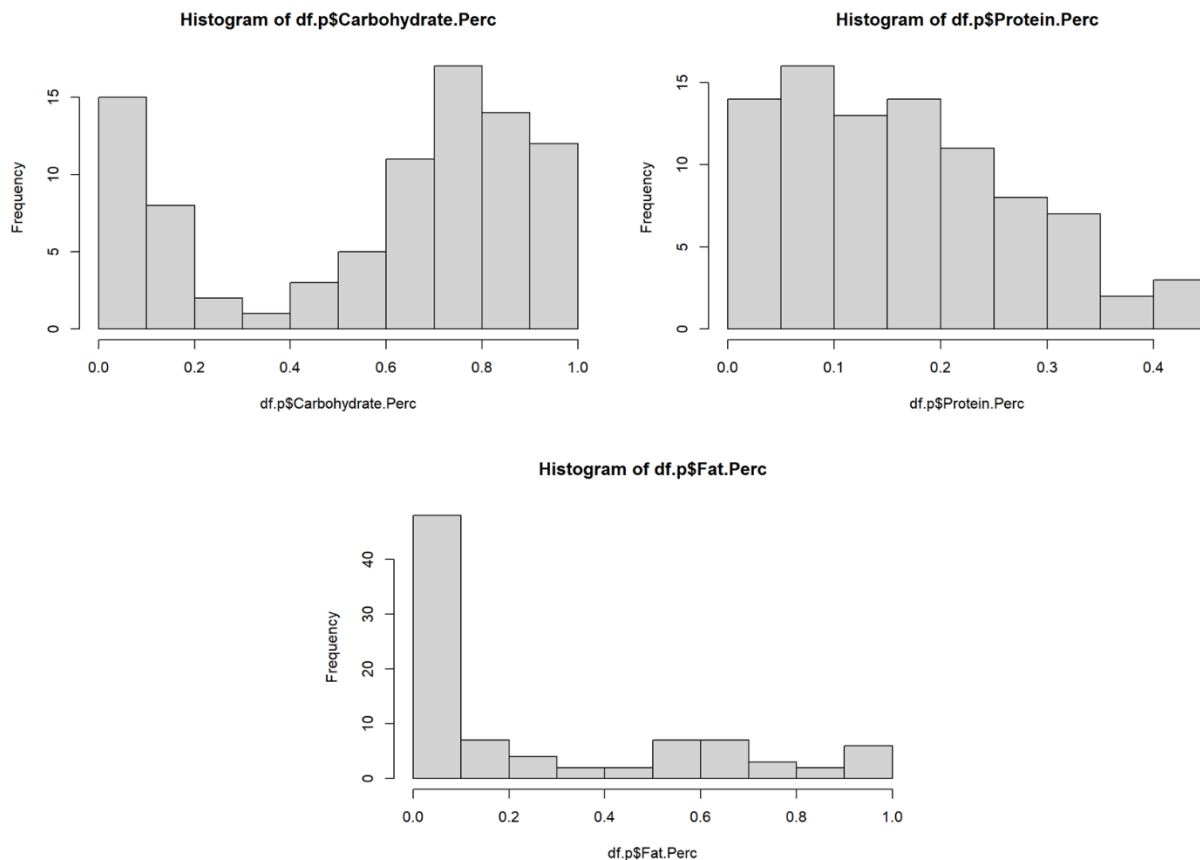 Histogram of df.p$Carbohydrate.Perc
Frequency
15
10
5
0
0.0 0.2 0.4 0.6 0.8 1.0
df.p$Carbohydrate.Perc
Histogram of df.p$Protein.Perc
Frequency
15
10
5
0
0.0 0.1 0.2 0.3 0.4
df.p$Protein.Perc
Histogram of df.p$Fat.Perc
Frequency
40
30
20
10
0
0.0 0.2 0.4 0.6 0.8 1.0
df.p$Fat.Perc